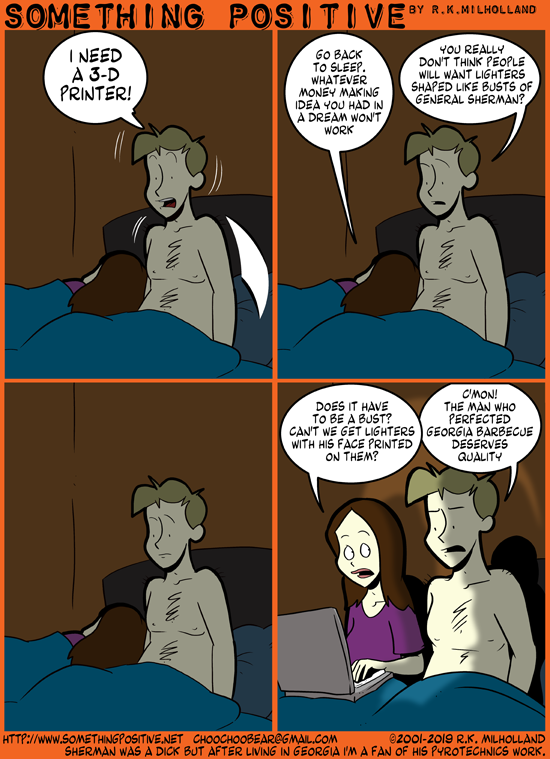 SOMETHING POSITIVE BY R.K.MILHOLLAND
I NEED
A 3-D
PRINTER!
GO BACK
TO SLEEP.
WHATEVER
MONEY MAKING
IDEA YOU HAD IN
A DREAM WON'T
WORK
YOU REALLY
DON'T THINK PEOPLE
WILL WANT LIGHTERS
SHAPED LIKE BUSTS OF
GENERAL SHERMAN?
DOES IT HAVE
TO BE A BUST?
CAN'T WE GET LIGHTERS
WITH HIS FACE PRINTED
ON THEM?
C'MON!
THE MAN WHO
PERFECTED
GEORGIA BARBECUE
DESERVES
QUALITY
HTTP://WWW.SOMETHINGPOSITIVE.NET CHOOCHOOBEAR@GMAIL.COM ©2001-2019 R.K. MILHOLLAND
SHERMAN WAS A DICK BUT AFTER LIVING IN GEORGIA I'M A FAN OF HIS PYROTECHNICS WORK.